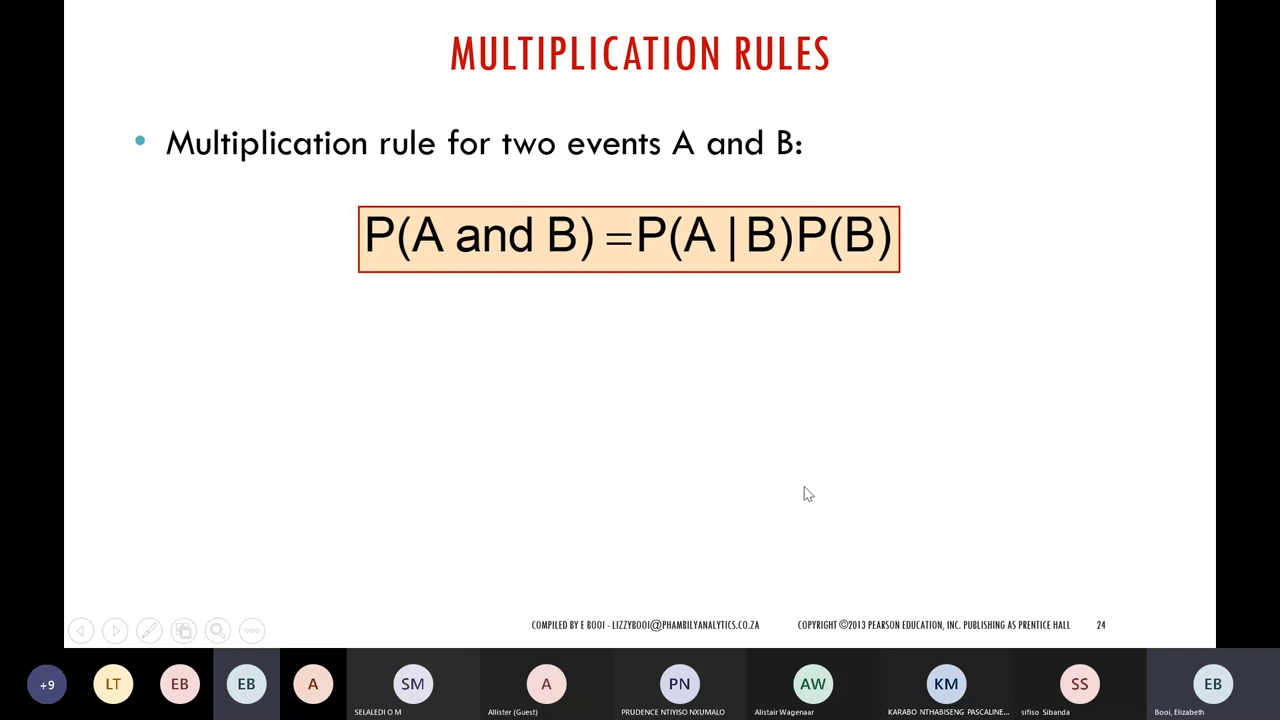 MULTIPLICATION RULES
• Multiplication rule for two events A and B:
P(A and B) =P(A | B)P(B)
COMPILED BY E BOOI - LIZZYBOOI@PHAMBILYANALYTICS.CO.ZA
COPYRIGHT ©2013 PEARSON EDUCATION, INC. PUBLISHING AS PRENTICE HALL
24
+9
LT
EB
EB
A
SM
A
PN
AW
KM
SS
EB
SELALEDI O M
Allister (Guest)
PRUDENCE NTIYISO NXUMALO
Alistair Wagenaar
KARABO NTHABISENG PASCALINE...
sifiso Sibanda
Booi, Elizabeth